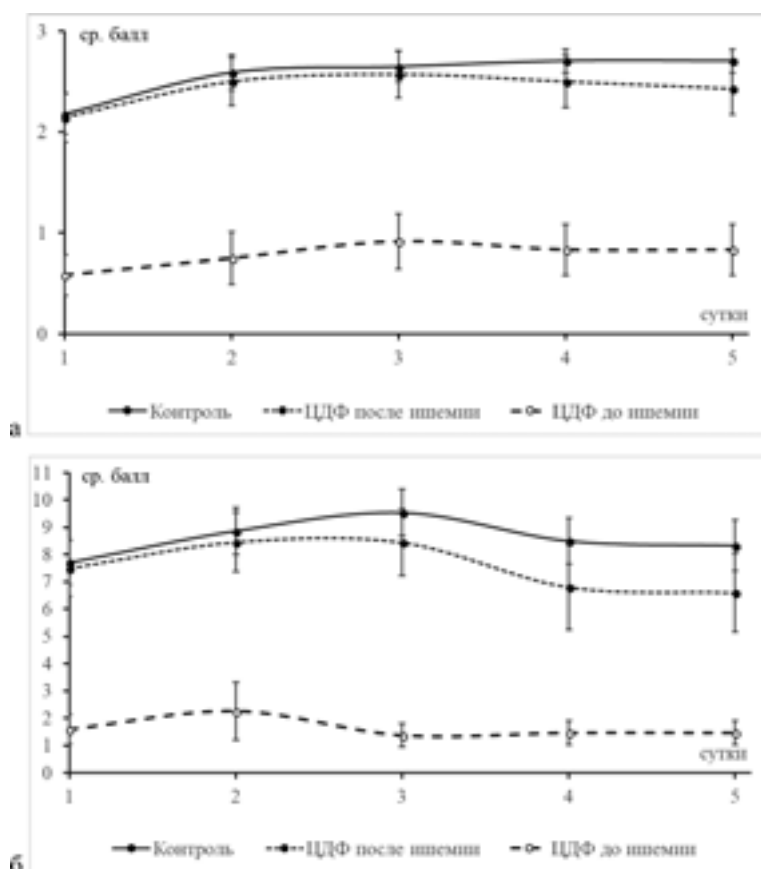 ср. балл
3
2
1
0
сутки
1 2 3 4 5
Контроль ЦДФ после ишемии ЦДФ до ишемии
а
ср. балл
11
10
9
8
7
6
5
4
3
2
1
0
сутки
1 2 3 4 5
Контроль ЦДФ после ишемии ЦДФ до ишемии
б